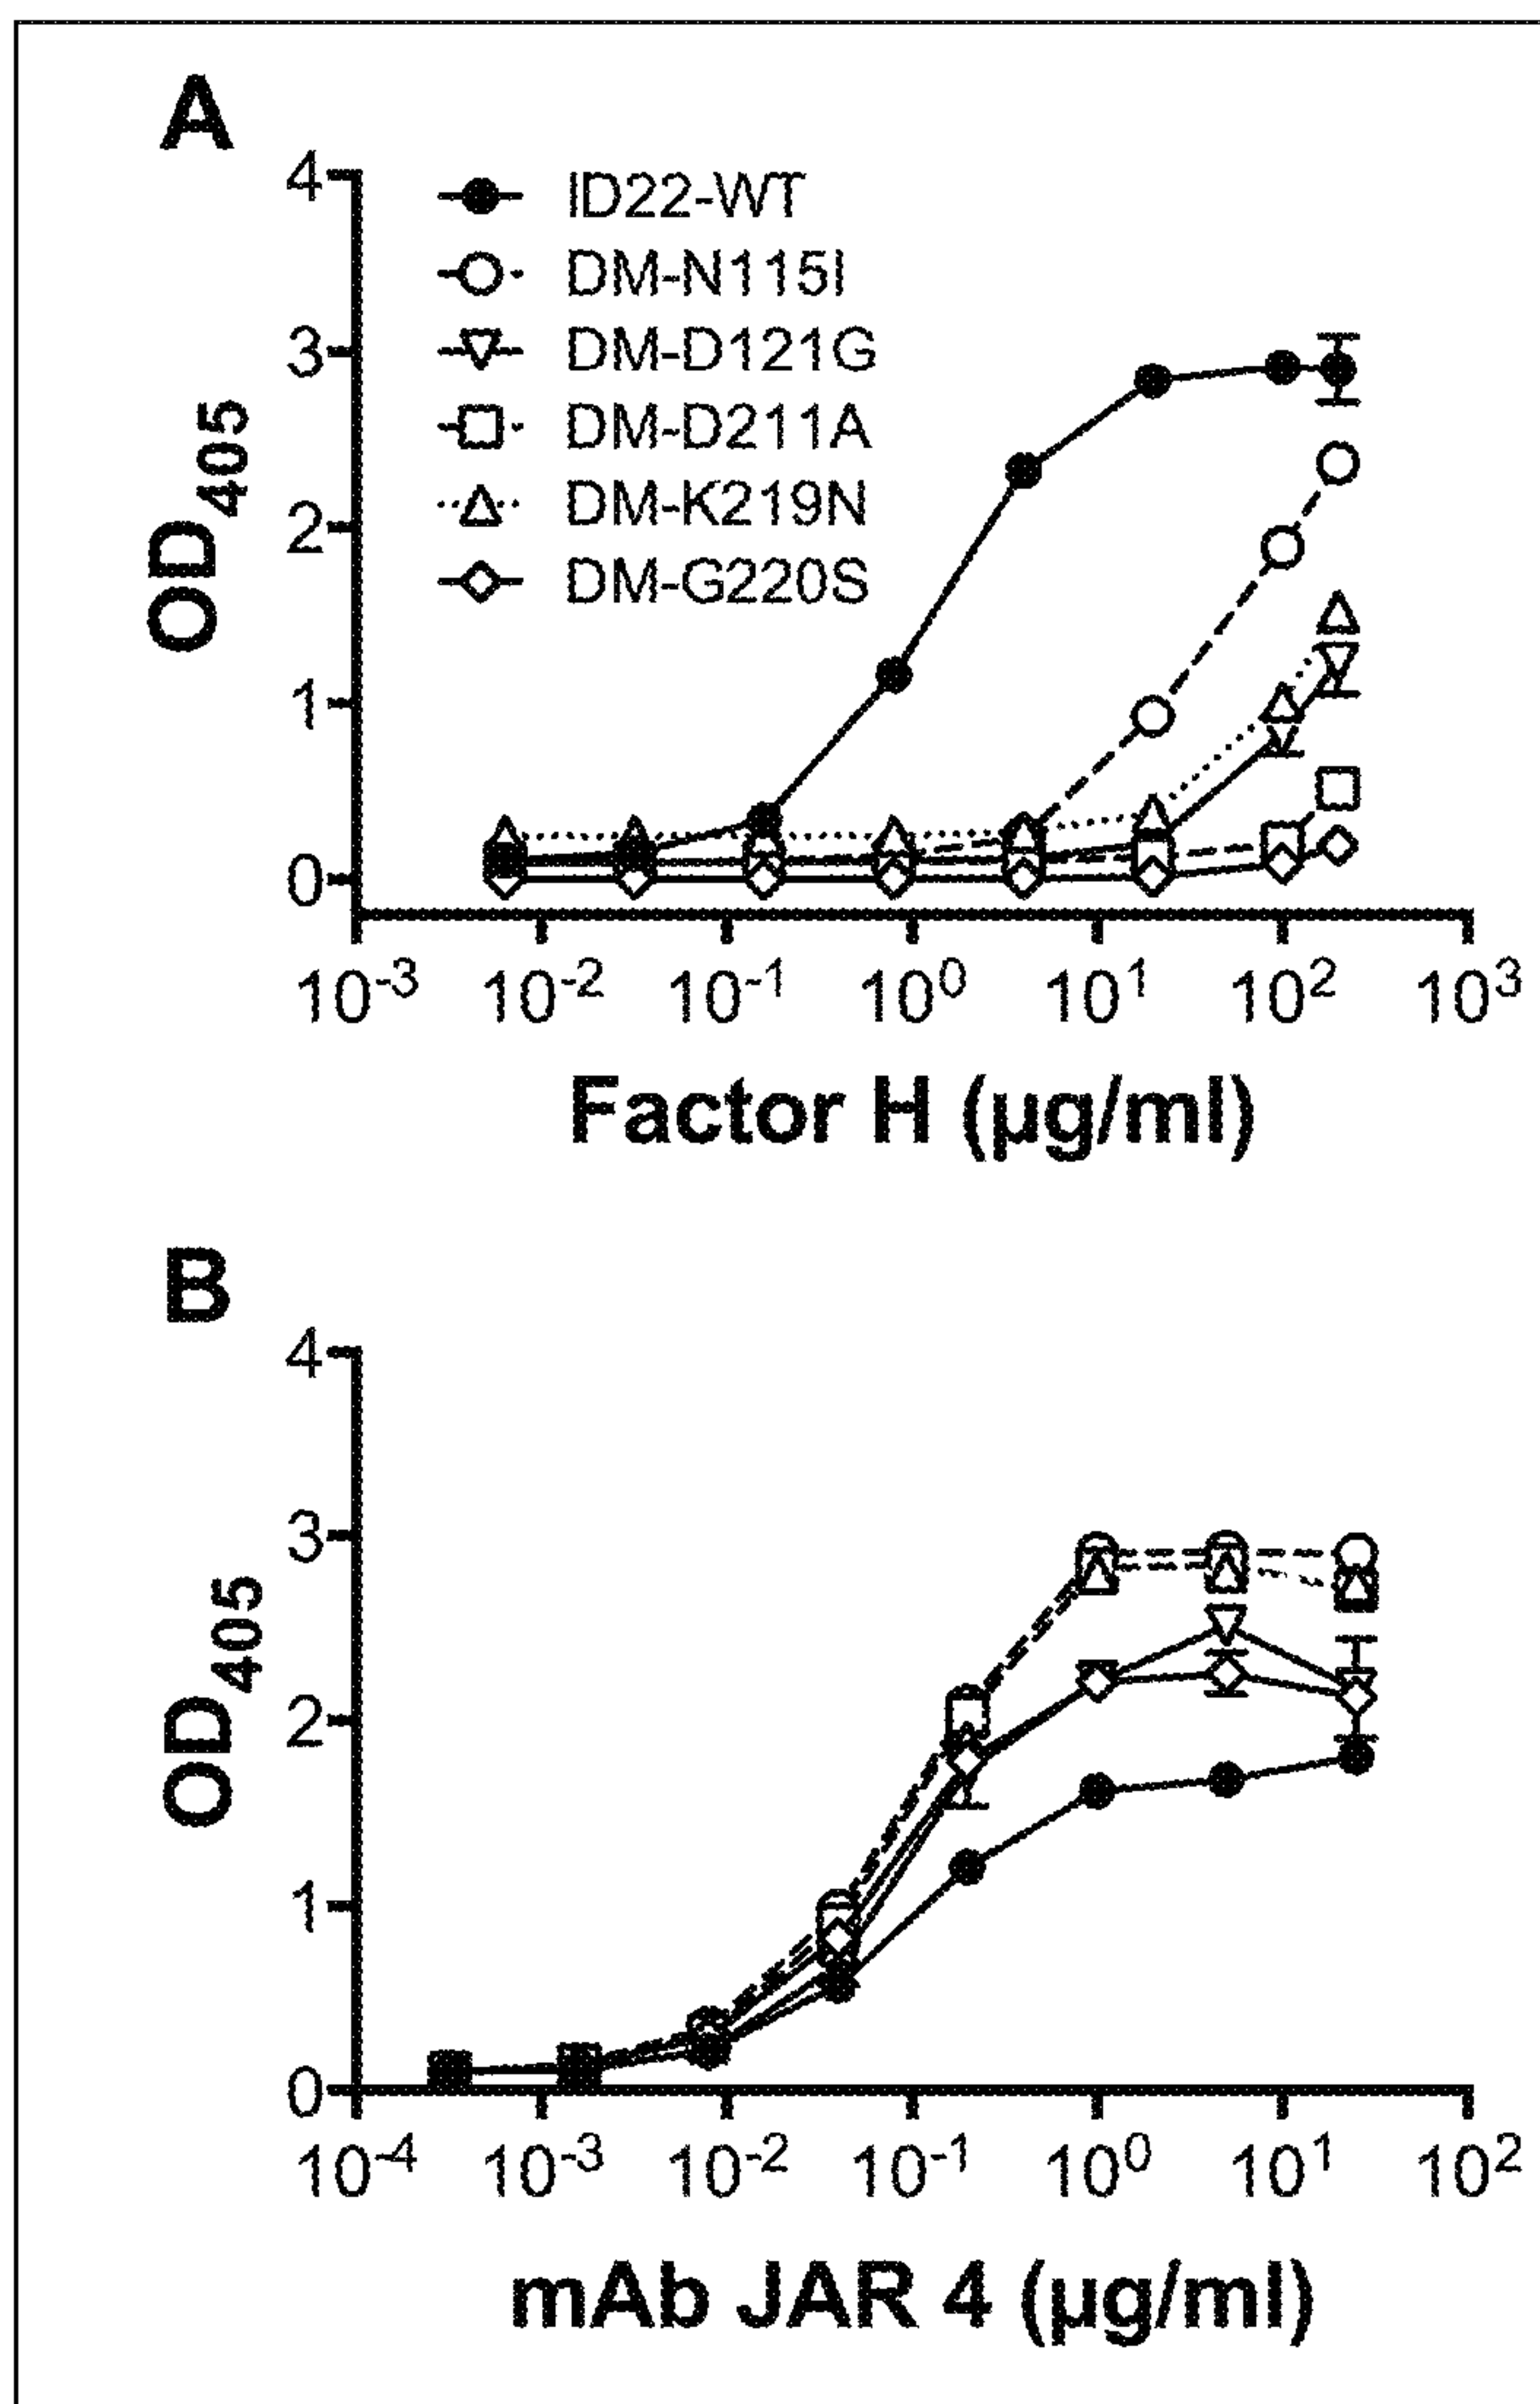 A
4
ID22-WT
DM-N115I
3
DM-D121G
DM-D211A
2
DM-K219N
DM-G220S
1
0
OD405
10-3 10-2 10-1 100 101 102 103
Factor H (µg/ml)
B
4
3
2
1
0
OD405
10-4 10-3 10-2 10-1 100 101 102
mAb JAR 4 (µg/ml)